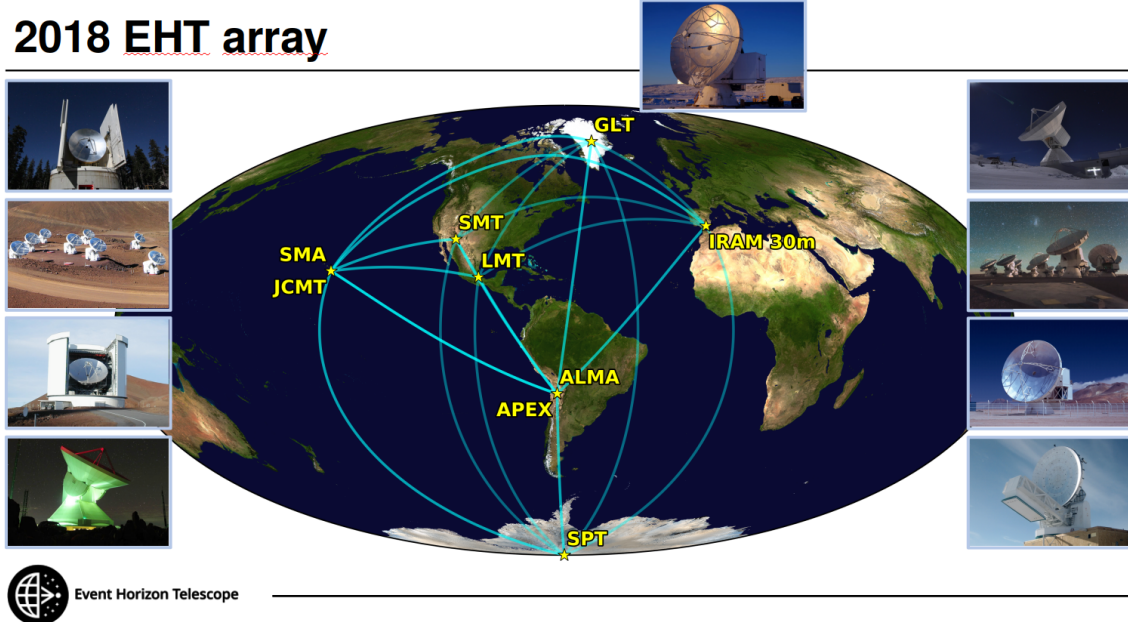 2018 EHT array
GLT
SMT
IRAM 30m
SMA
LMT
JCMT
ALMA
APEX
SPT
Event Horizon Telescope